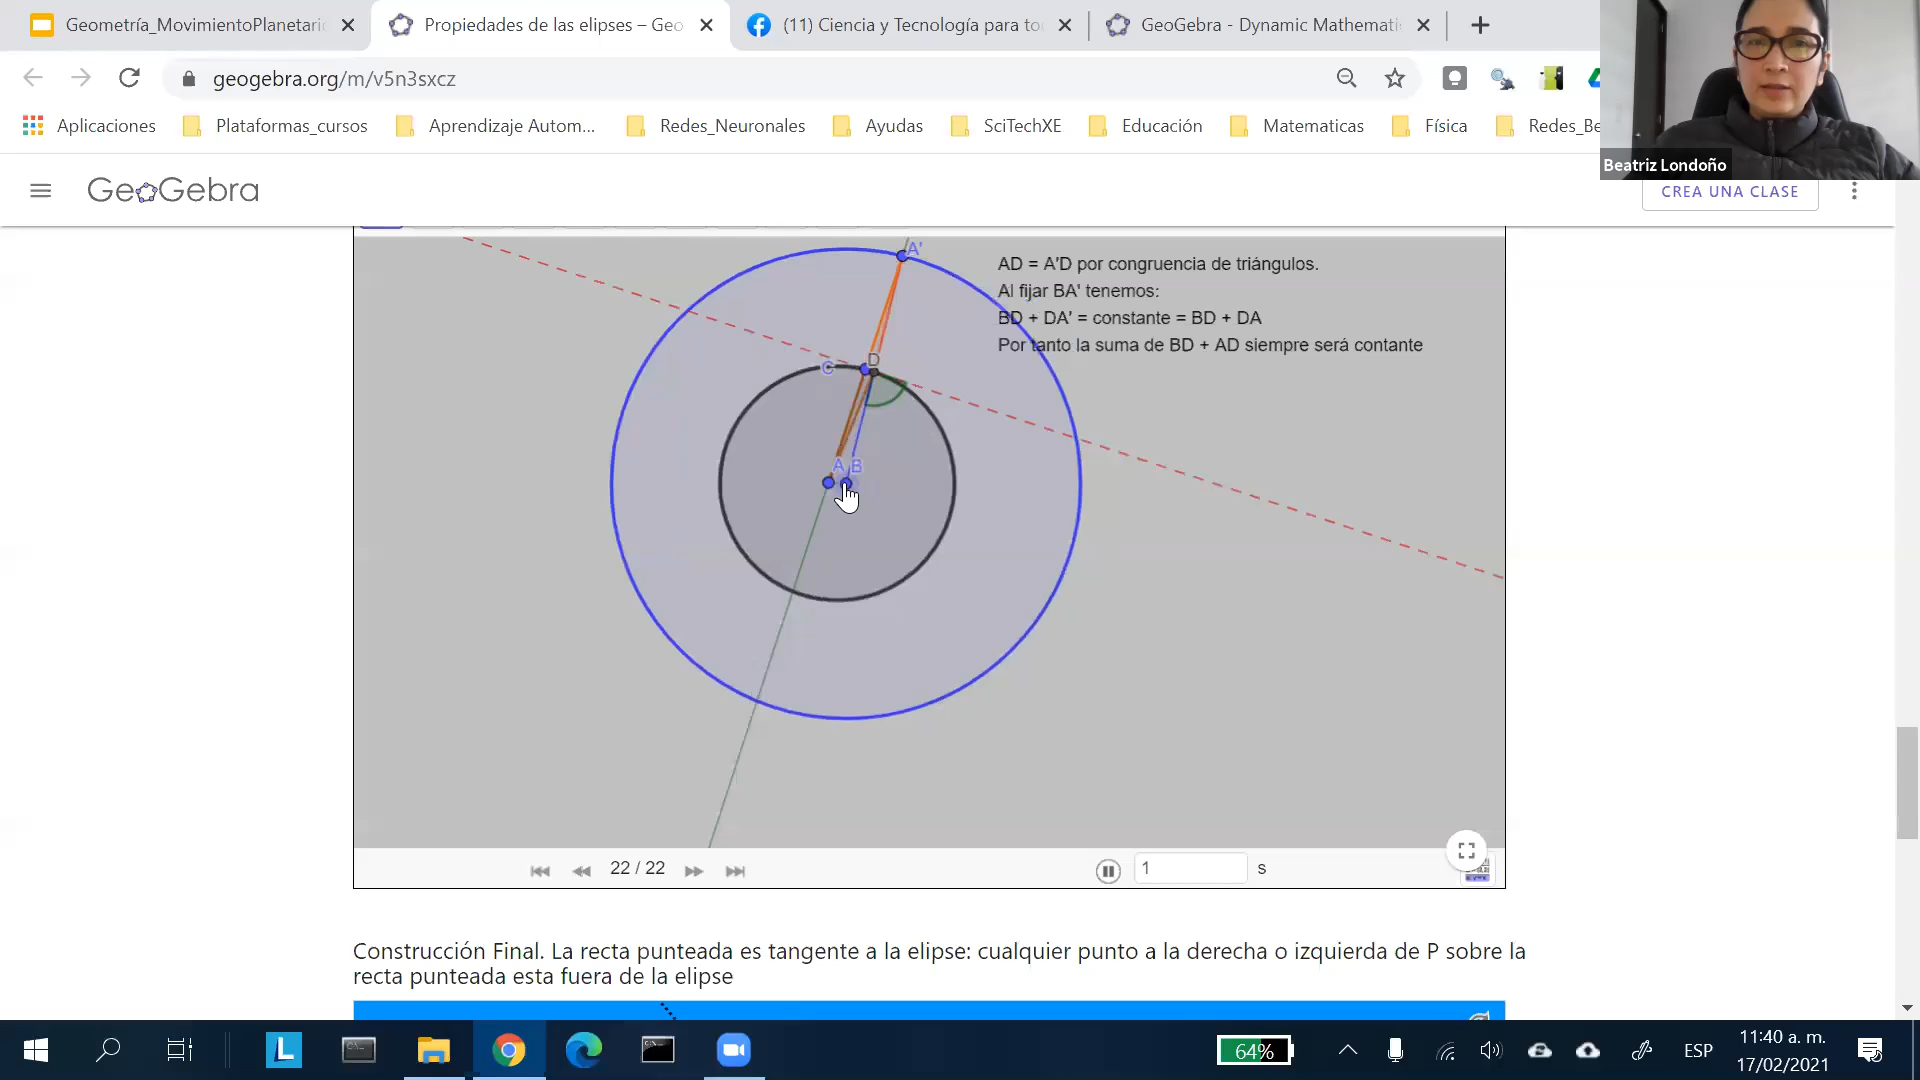 Geometría_MovimientoPlanetari
Propiedades de las elipses – Geo
(11) Ciencia y Tecnología para to
GeoGebra - Dynamic Mathemati
geogebra.org/m/v5n3sxcz
Aplicaciones
Plataformas_cursos
Aprendizaje Autom...
Redes_Neuronales
Ayudas
SciTechXE
Educación
Matematicas
Física
Redes_Be
Beatriz Londoño
GeoGebra
CREA UNA CLASE
A'
AD = A'D por congruencia de triángulos.
Al fijar BA' tenemos:
BD + DA' = constante = BD + DA
Por tanto la suma de BD + AD siempre será contante
C
D
A
B
22 / 22
1
s
Construcción Final. La recta punteada es tangente a la elipse: cualquier punto a la derecha o izquierda de P sobre la
recta punteada esta fuera de la elipse
L
64%
ESP
11:40 a. m.
17/02/2021